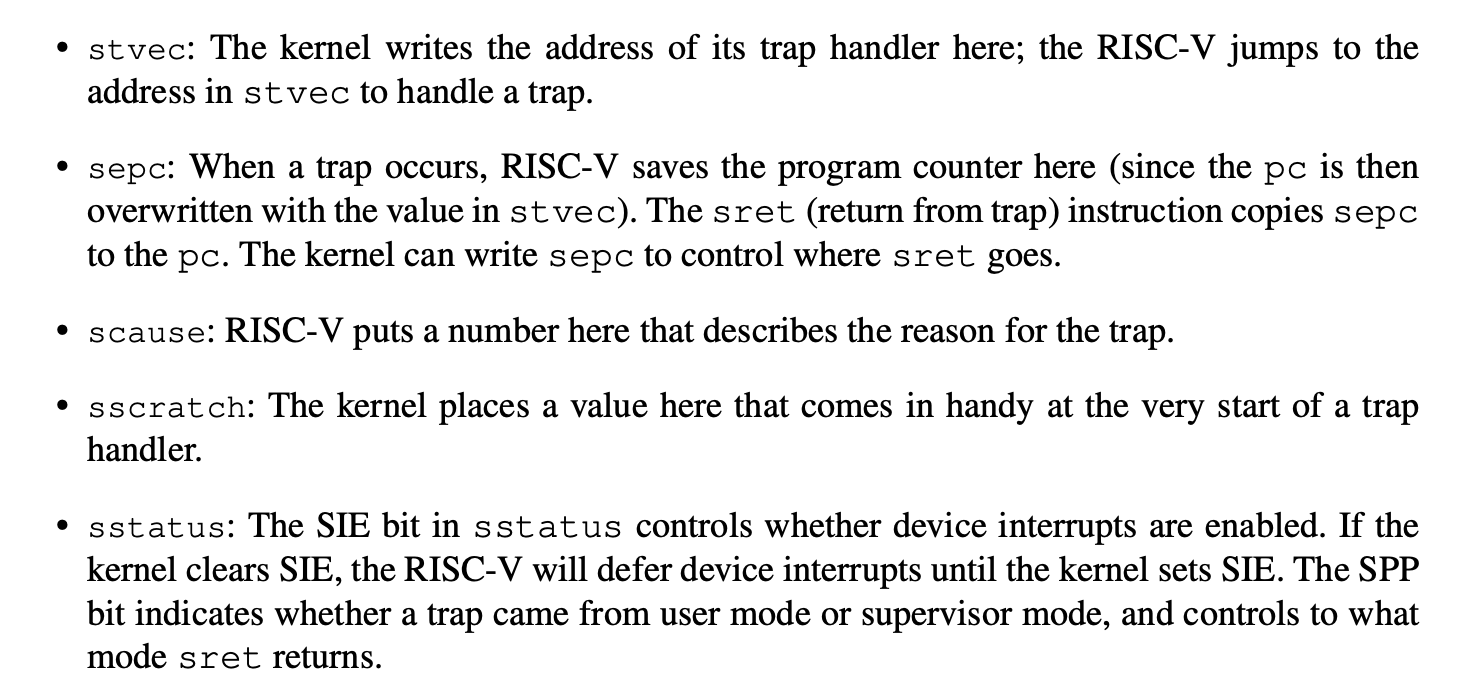 • stvec: The kernel writes the address of its trap handler here; the RISC-V jumps to the
address in stvec to handle a trap.
• sepc: When a trap occurs, RISC-V saves the program counter here (since the pc is then
overwritten with the value in stvec). The sret (return from trap) instruction copies sepc
to the pc. The kernel can write sepc to control where sret goes.
• scause: RISC-V puts a number here that describes the reason for the trap.
• sscratch: The kernel places a value here that comes in handy at the very start of a trap
handler.
• sstatus: The SIE bit in sstatus controls whether device interrupts are enabled. If the
kernel clears SIE, the RISC-V will defer device interrupts until the kernel sets SIE. The SPP
bit indicates whether a trap came from user mode or supervisor mode, and controls to what
mode sret returns.